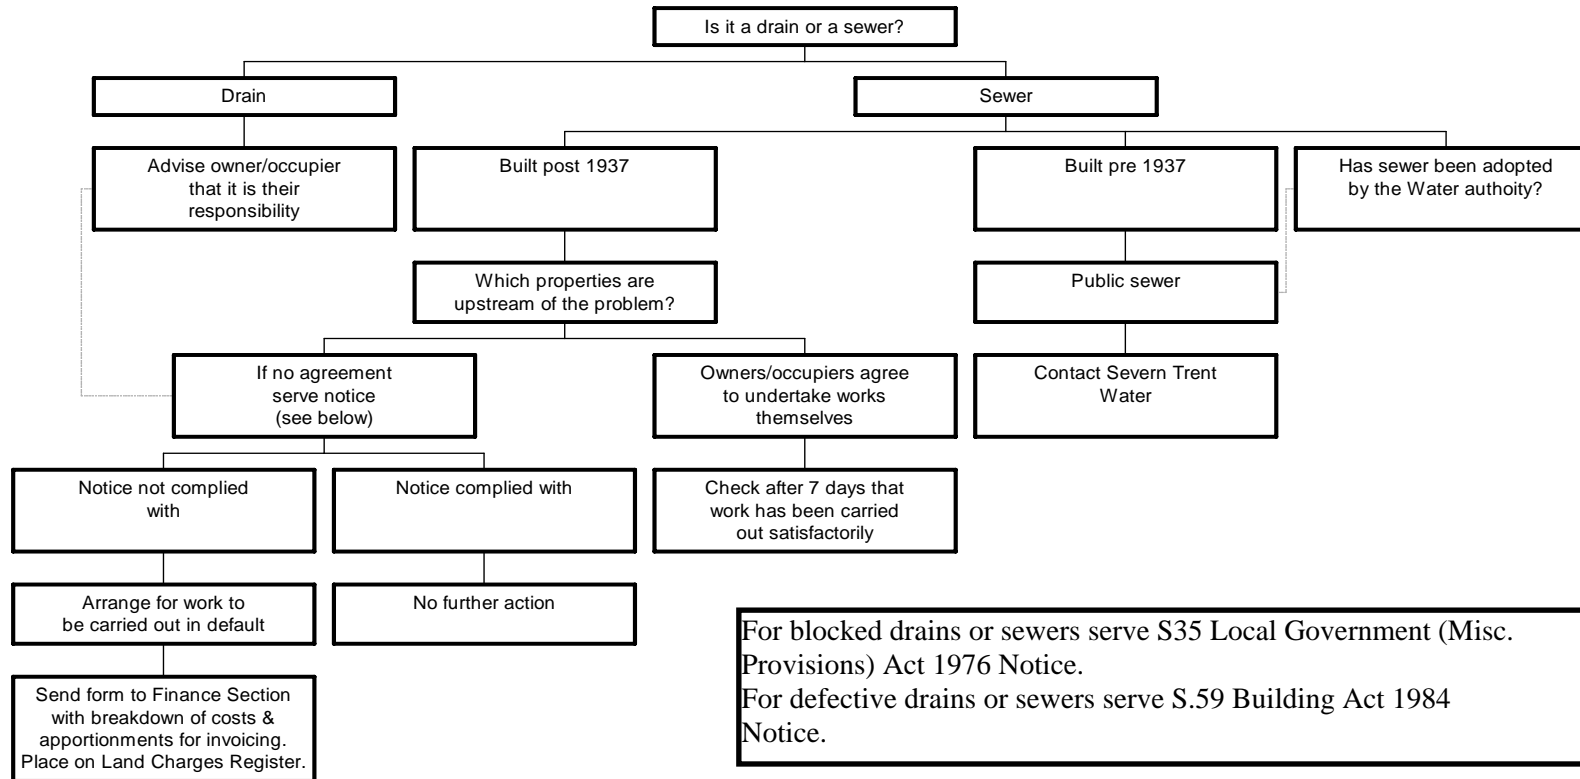 Is it a drain or a sewer?
Drain
Sewer
Advise owner/occupier
that it is their
responsibility
Built post 1937
Built pre 1937
Has sewer been adopted
by the Water authoity?
Which properties are
upstream of the problem?
Public sewer
If no agreement
serve notice
(see below)
Owners/occupiers agree
to undertake works
themselves
Contact Severn Trent
Water
Notice not complied
with
Notice complied with
Check after 7 days that
work has been carried
out satisfactorily
Arrange for work to
be carried out in default
No further action
Send form to Finance Section
with breakdown of costs &
apportionments for invoicing.
Place on Land Charges Register.
For blocked drains or sewers serve S35 Local Government (Misc.
Provisions) Act 1976 Notice.
For defective drains or sewers serve S.59 Building Act 1984
Notice.